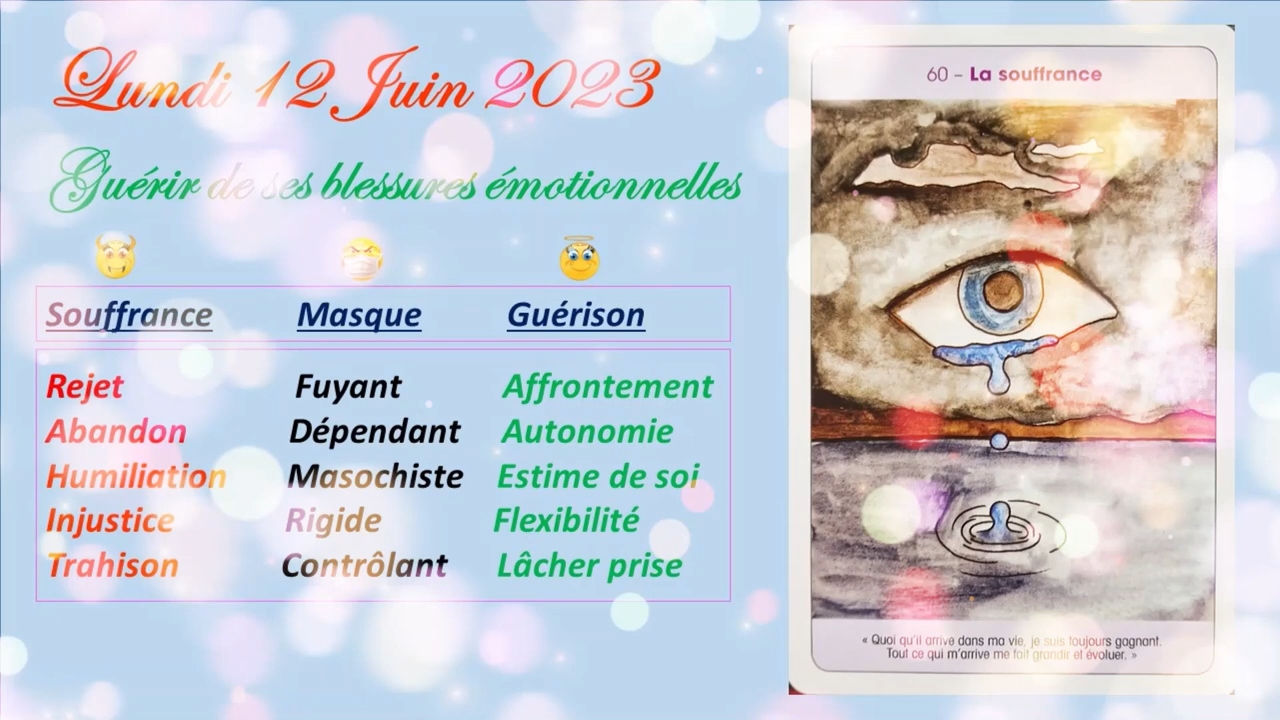 Lundi 12 Juin 2023
Guérir de ses blessures émotionnelles
Souffrance Masque Guérison
Rejet Fuyant Affrontement
Abandon Dépendant Autonomie
Humiliation Masochiste Estime de soi
Injustice Rigide Flexibilité
Trahison Contrôlant Lâcher prise
60 – La souffrance
« Quoi qu'il arrive dans ma vie, je suis toujours gagnant.
Tout ce qui m'arrive me fait grandir et évoluer. »